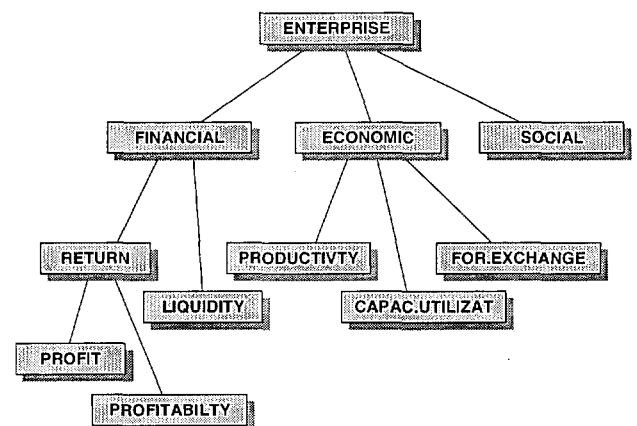 ENTERPRISE
FINANCIAL
ECONOMIC
SOCIAL
RETURN
PRODUCTIVTY
FOR.EXCHANGE
LIQUIDITY
CAPAC.UTILIZAT
PROFIT
PROFITABILTY